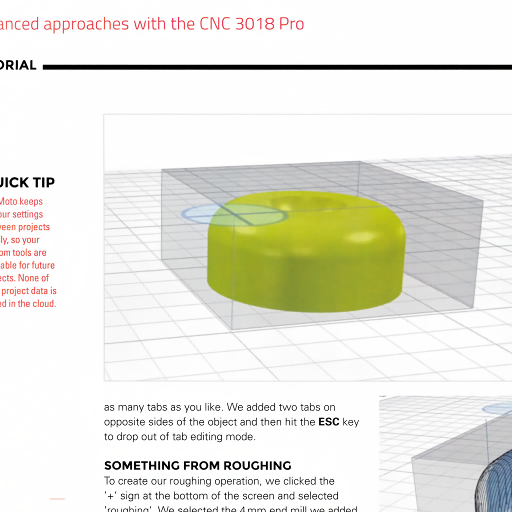 anced approaches with the CNC 3018 Pro
ORIAL
UICK TIP
Moto keeps
our settings
ween projects
ly, so your
om tools are
able for future
ects. None of
project data is
ed in the cloud.
as many tabs as you like. We added two tabs on
opposite sides of the object and then hit the ESC key
to drop out of tab editing mode.
SOMETHING FROM ROUGHING
To create our roughing operation, we clicked the
'+' sign at the bottom of the screen and selected
'roughing'. We selected the 4 mm end mill we added